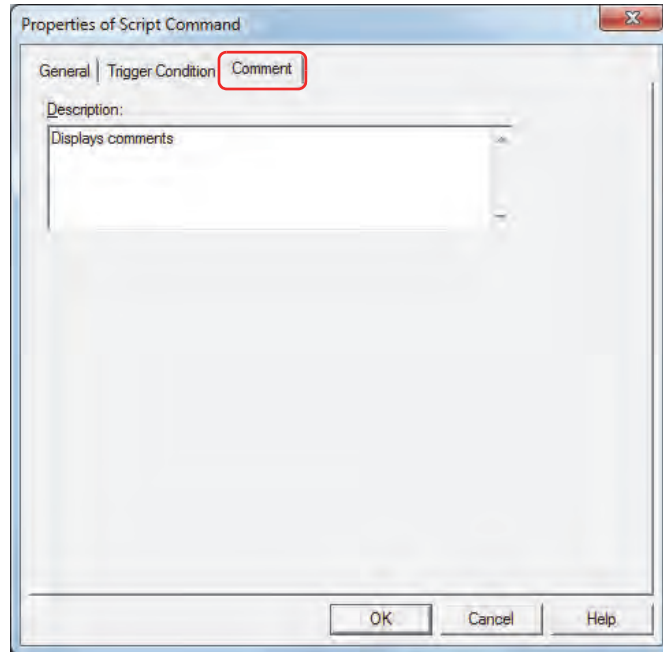 Properties of Script Command
General Trigger Condition Comment
Description:
Displays comments
OK Cancel Help